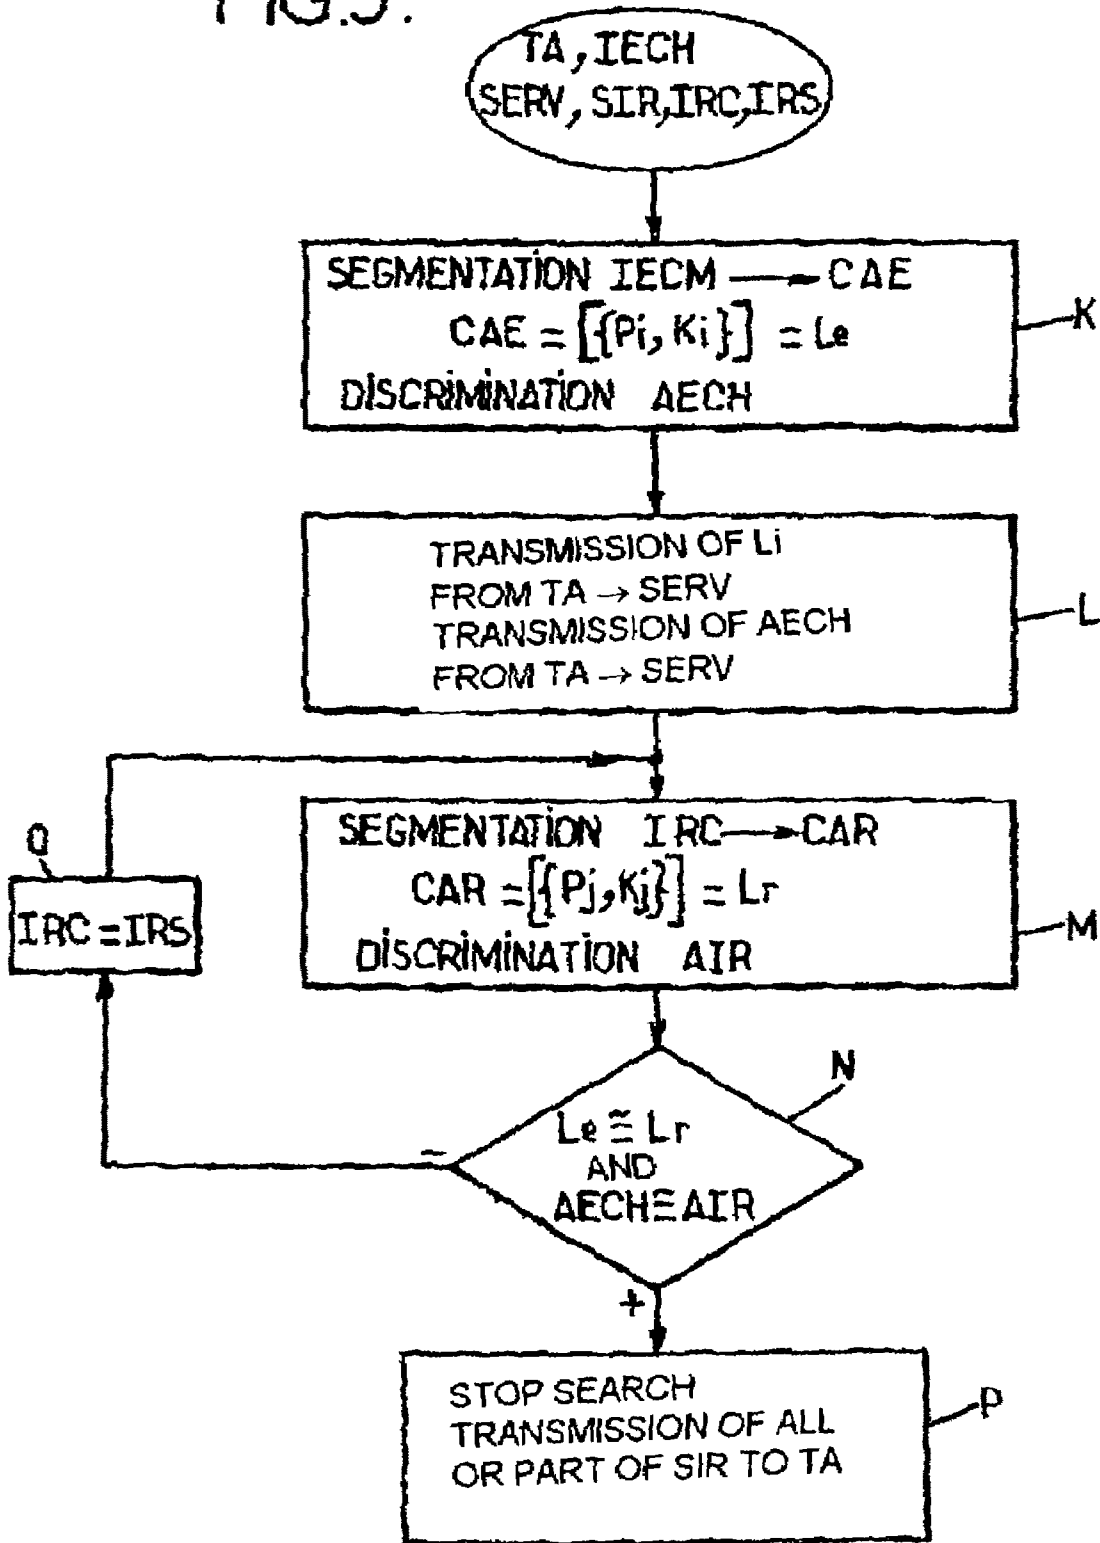 FIG.5.
TA, IECH
SERV, SIR, IRC, IRS
SEGMENTATION IECM → CAE
CAE = [{Pi, Ki}] = Le
DISCRIMINATION AECH
K
TRANSMISSION OF Li
FROM TA → SERV
TRANSMISSION OF AECH
FROM TA → SERV
L
SEGMENTATION IRC → CAR
CAR = [{Pj, Kj}] = Lr
DISCRIMINATION AIR
M
O
IRC = IRS
N
Le ≅ Lr
AND
AECH ≅ AIR
-
+
STOP SEARCH
TRANSMISSION OF ALL
OR PART OF SIR TO TA
P